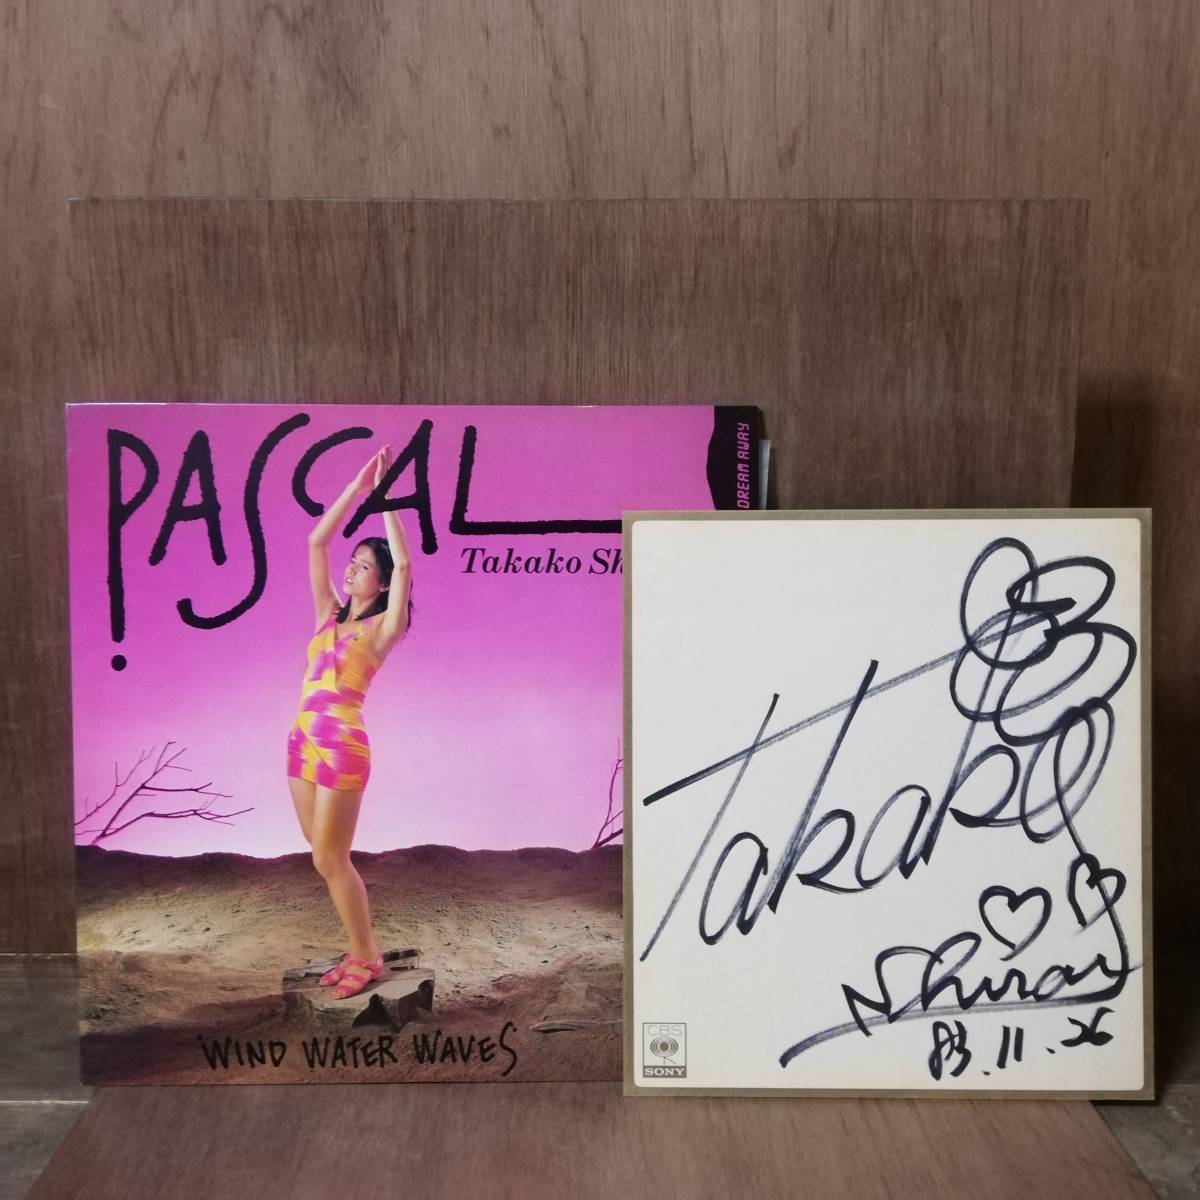 PASCAL
Takako Sh
DREAM AWAY
WIND WATER WAVES
Takako
Shirai
83.11.26
CBS
SONY